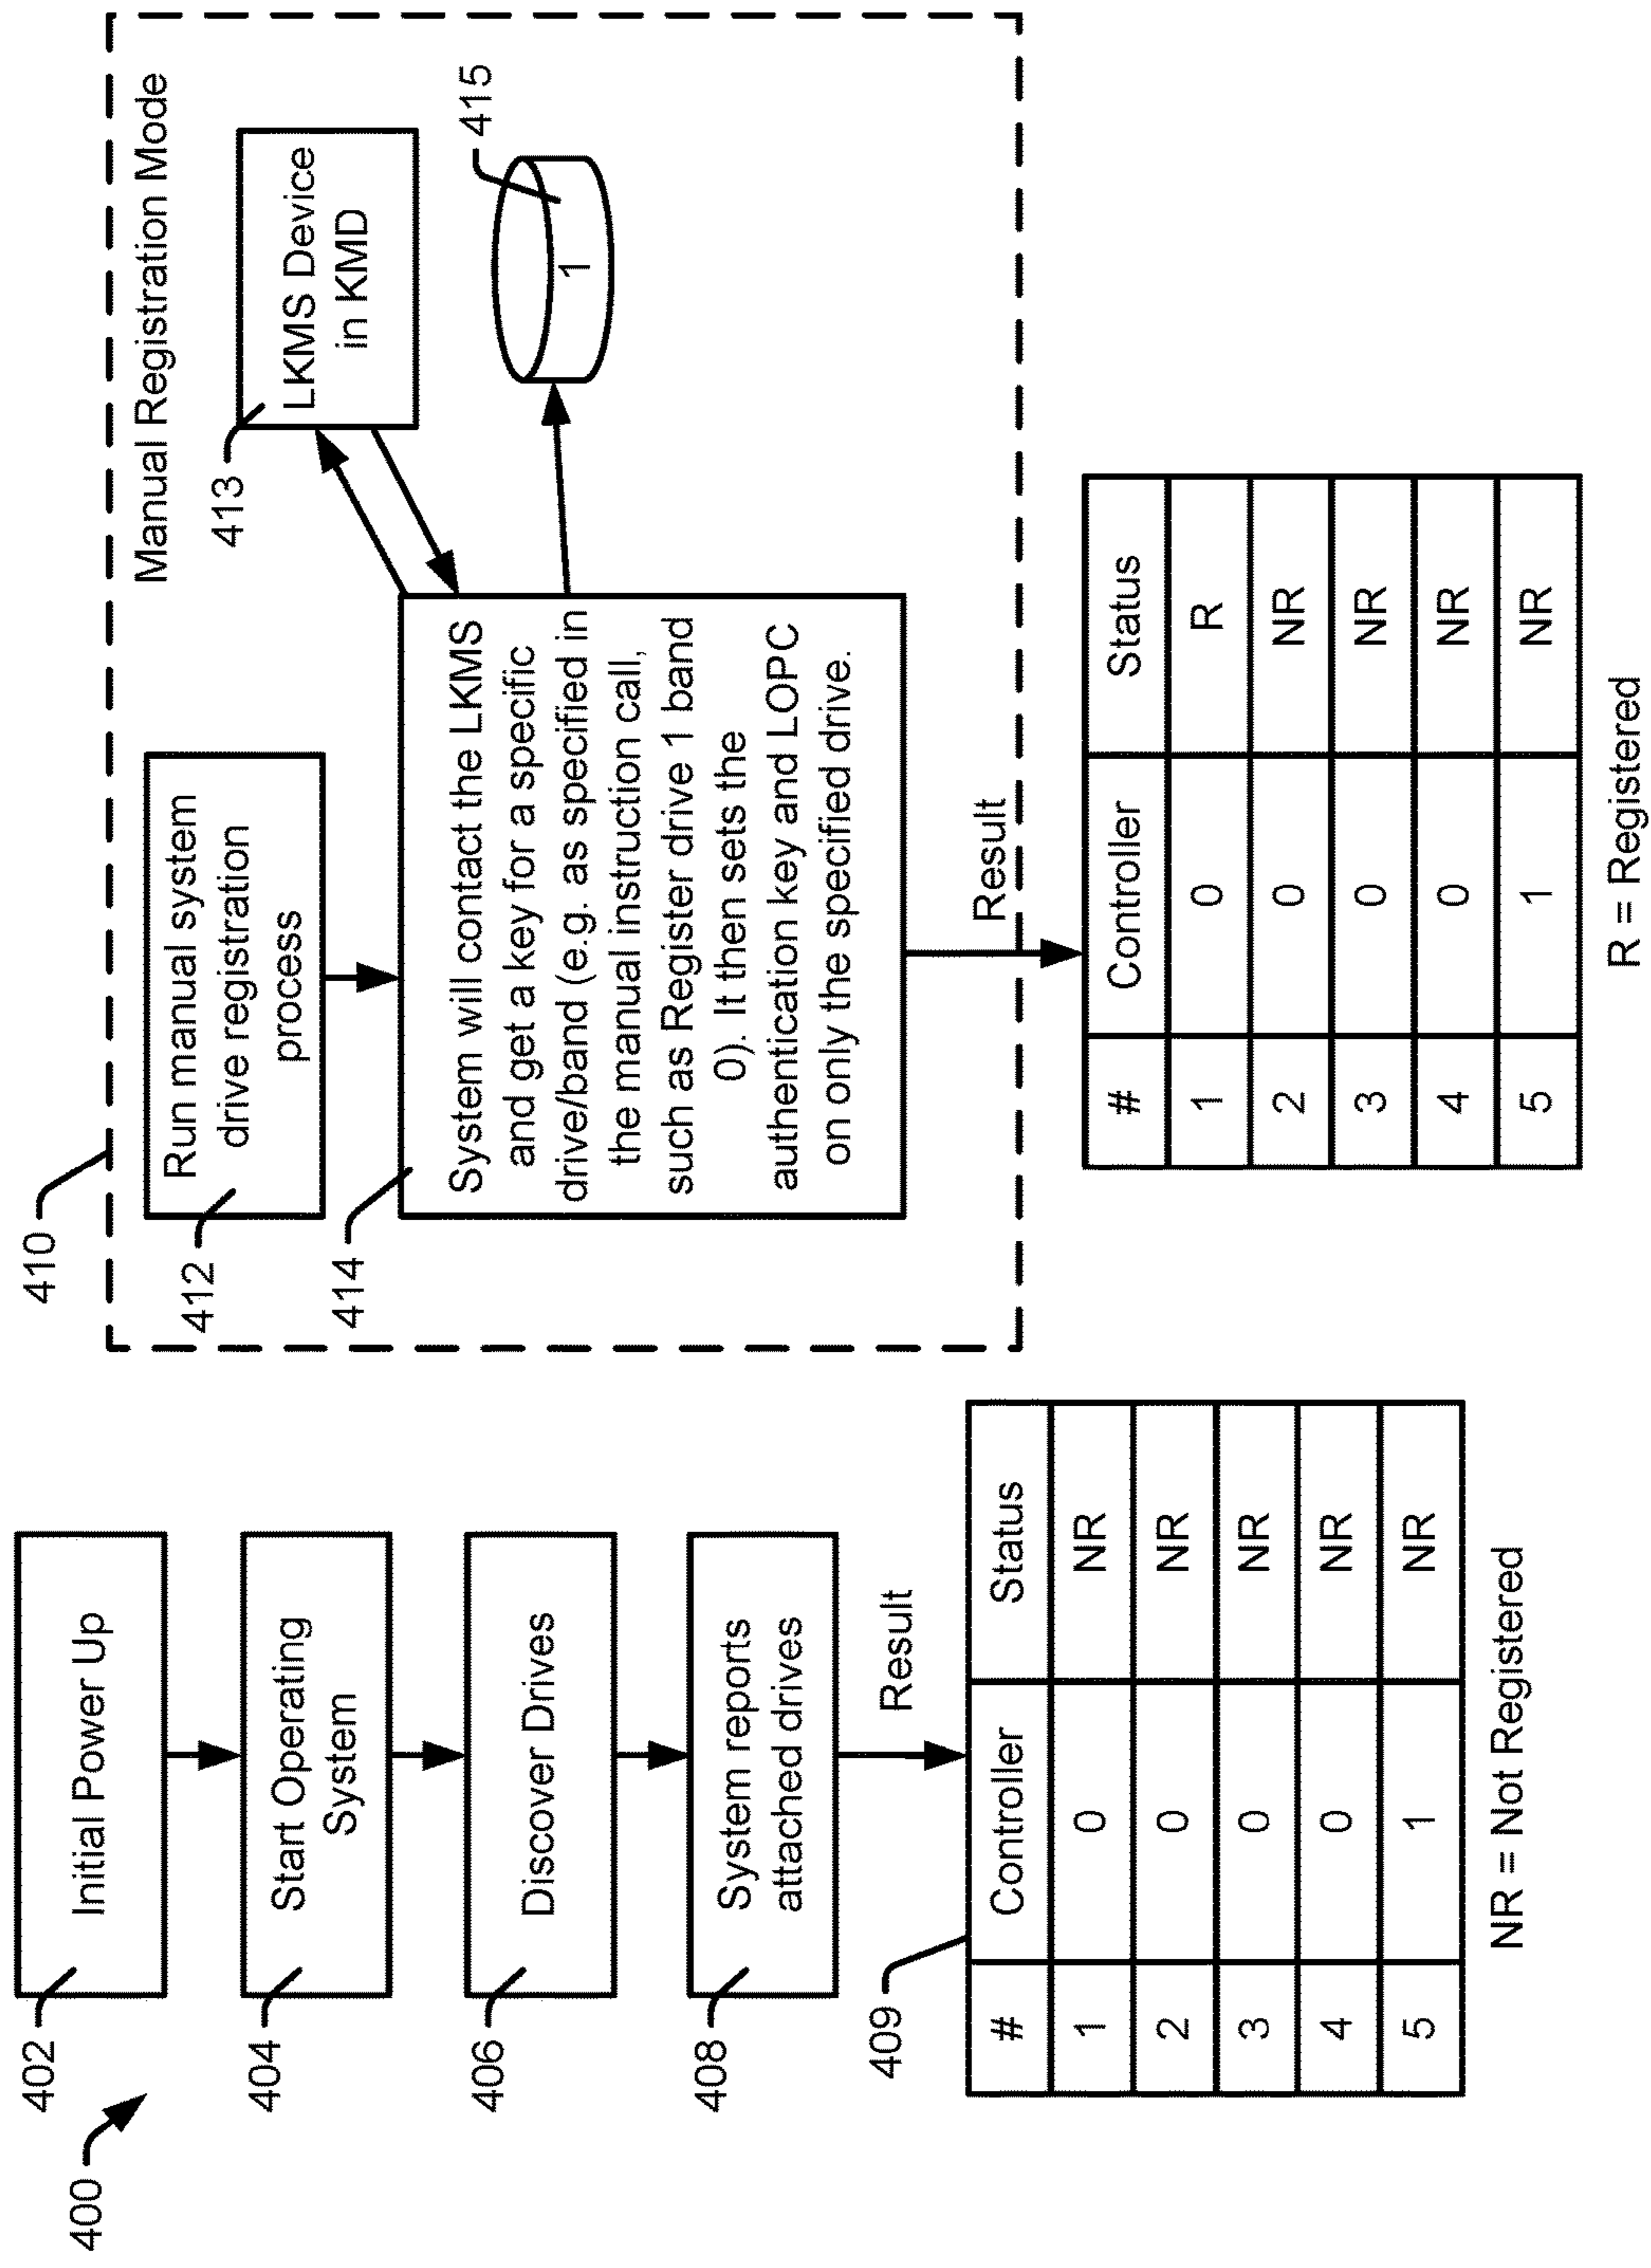 400
402
Initial Power Up
404
Start Operating
System
406
Discover Drives
408
System reports
attached drives
Result
409
# Controller Status
1 0 NR
2 0 NR
3 0 NR
4 0 NR
5 1 NR
NR = Not Registered
410
Manual Registration Mode
412
Run manual system
drive registration
process
413
LKMS Device
in KMD
414
System will contact the LKMS
and get a key for a specific
drive/band (e.g. as specified in
the manual instruction call,
such as Register drive 1 band
0). It then sets the
authentication key and LOPC
on only the specified drive.
415
1
Result
# Controller Status
1 0 R
2 0 NR
3 0 NR
4 0 NR
5 1 NR
R = Registered